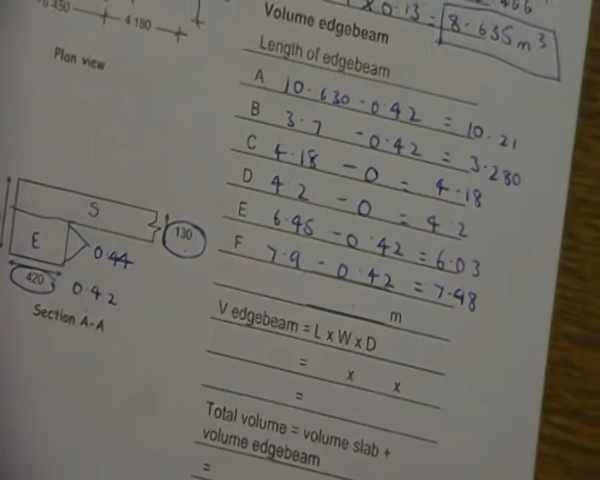 × 0.13 = 8.635m³
Volume edgebeam
Length of edgebeam
A 10.630 - 0.42 = 10.21
B 3.7 - 0.42 = 3.280
C 4.18 - 0 = 4.18
D 4.2 - 0 = 4.2
E 6.45 - 0.42 = 6.03
F 7.9 - 0.42 = 7.48
m
V edgebeam = L x W x D
= x x
=
Total volume = volume slab +
volume edgebeam
=
4 180
Plan view
S
130
E
0.44
420
0.42
Section A-A